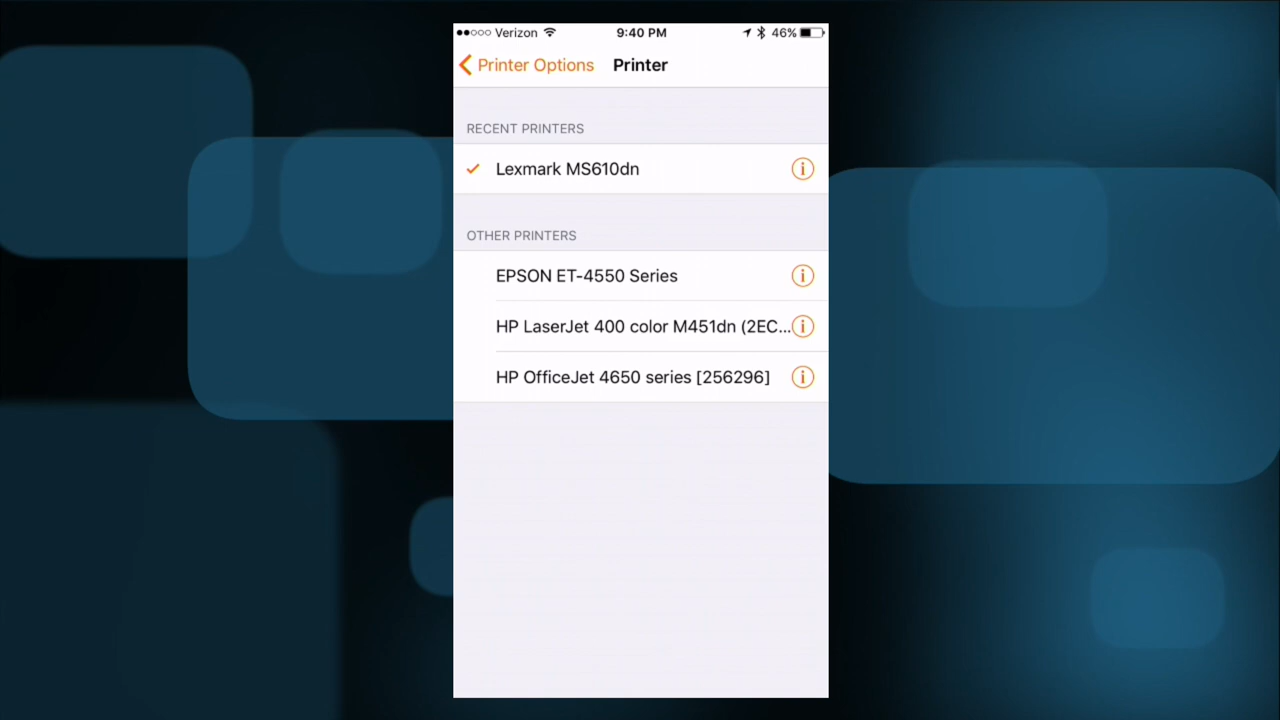 Verizon 9:40 PM 46%
Printer Options Printer
RECENT PRINTERS
Lexmark MS610dn
OTHER PRINTERS
EPSON ET-4550 Series
HP LaserJet 400 color M451dn (2EC...
HP OfficeJet 4650 series [256296]